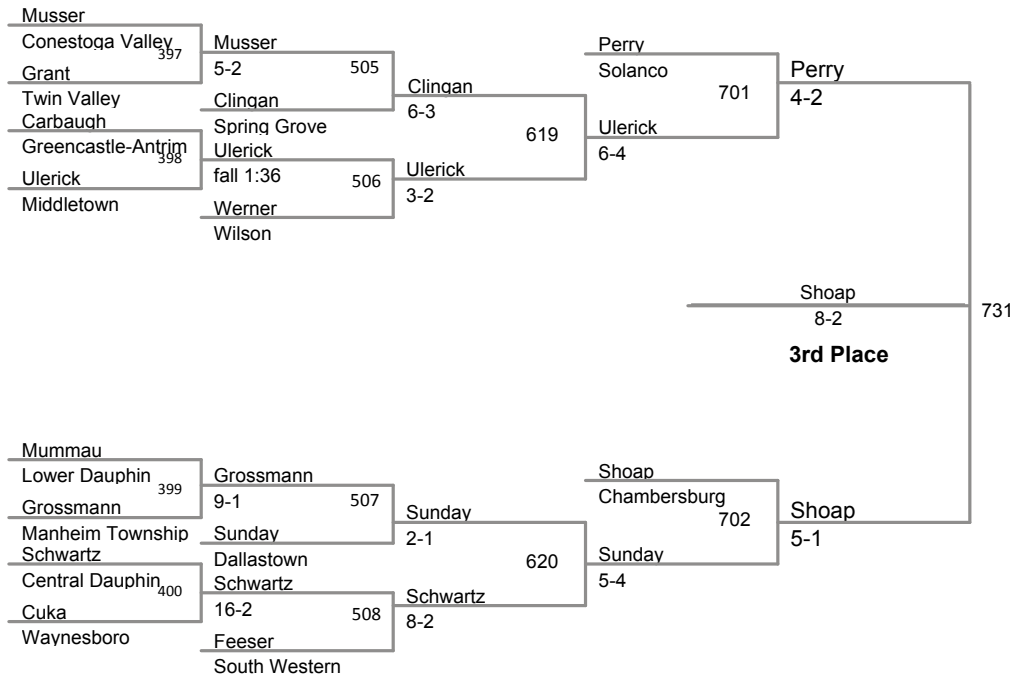 Musser
Conestoga Valley
397
Grant
Twin Valley
Carbaugh
Greencastle-Antrim
398
Ulerick
Middletown
Musser
5-2
505
Clingan
Spring Grove
Ulerick
fall 1:36
506
Werner
Wilson
Clingan
6-3
619
Ulerick
3-2
Perry
Solanco
701
Ulerick
6-4
Perry
4-2
Shoap
8-2
731
3rd Place
Mummau
Lower Dauphin
399
Grossmann
Manheim Township
Schwartz
Central Dauphin
400
Cuka
Waynesboro
Grossmann
9-1
507
Sunday
Dallastown
Schwartz
16-2
508
Feeser
South Western
Sunday
2-1
620
Schwartz
8-2
Shoap
Chambersburg
702
Sunday
5-4
Shoap
5-1